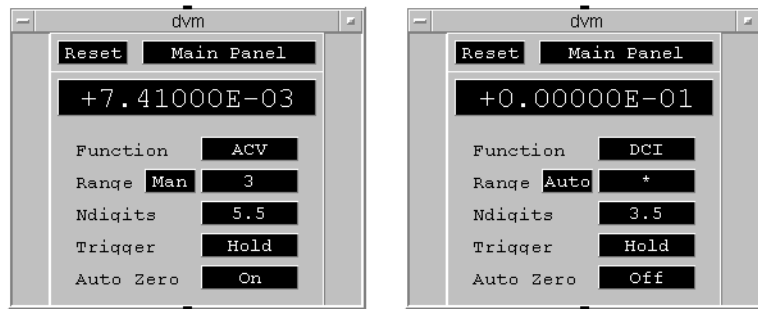 dvm
Reset Main Panel
+7.41000E-03
Function ACV
Range Man 3
Ndigits 5.5
Trigger Hold
Auto Zero On
dvm
Reset Main Panel
+0.00000E-01
Function DCI
Range Auto *
Ndigits 3.5
Trigger Hold
Auto Zero Off